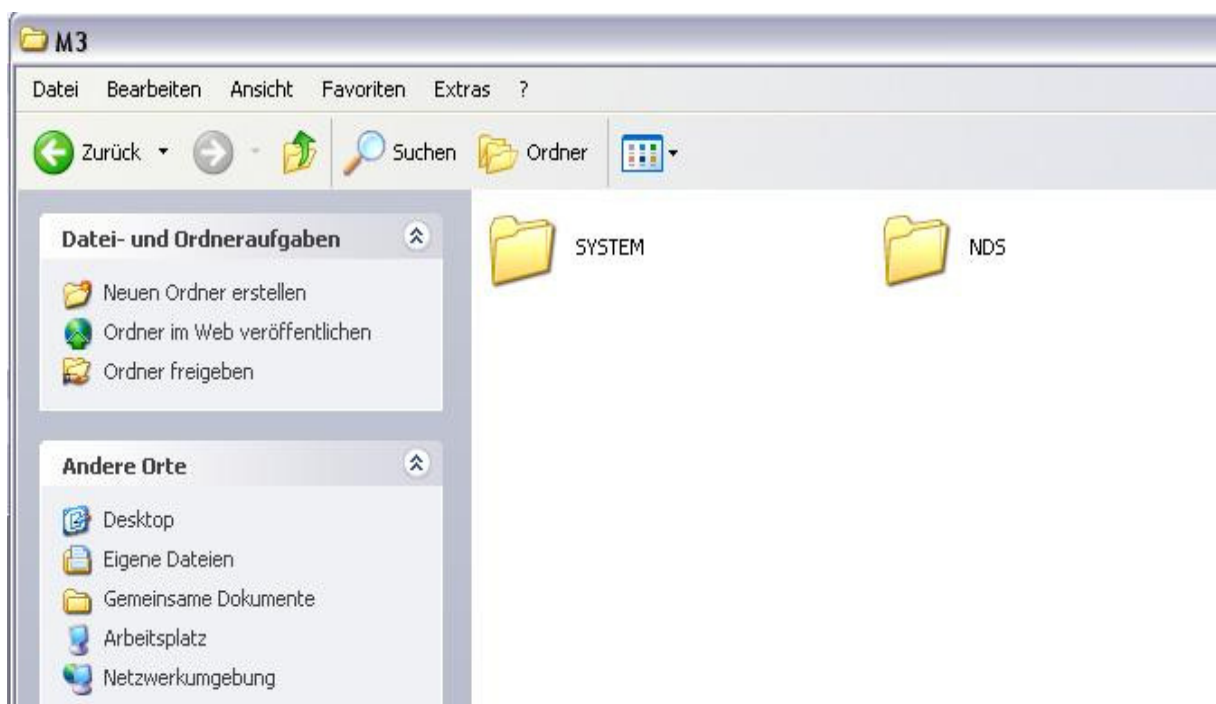 M3
Datei Bearbeiten Ansicht Favoriten Extras ?
Zurück Suchen Ordner
Datei- und Ordneraufgaben
Neuen Ordner erstellen
Ordner im Web veröffentlichen
Ordner freigeben
Andere Orte
Desktop
Eigene Dateien
Gemeinsame Dokumente
Arbeitsplatz
Netzwerkumgebung
SYSTEM NDS